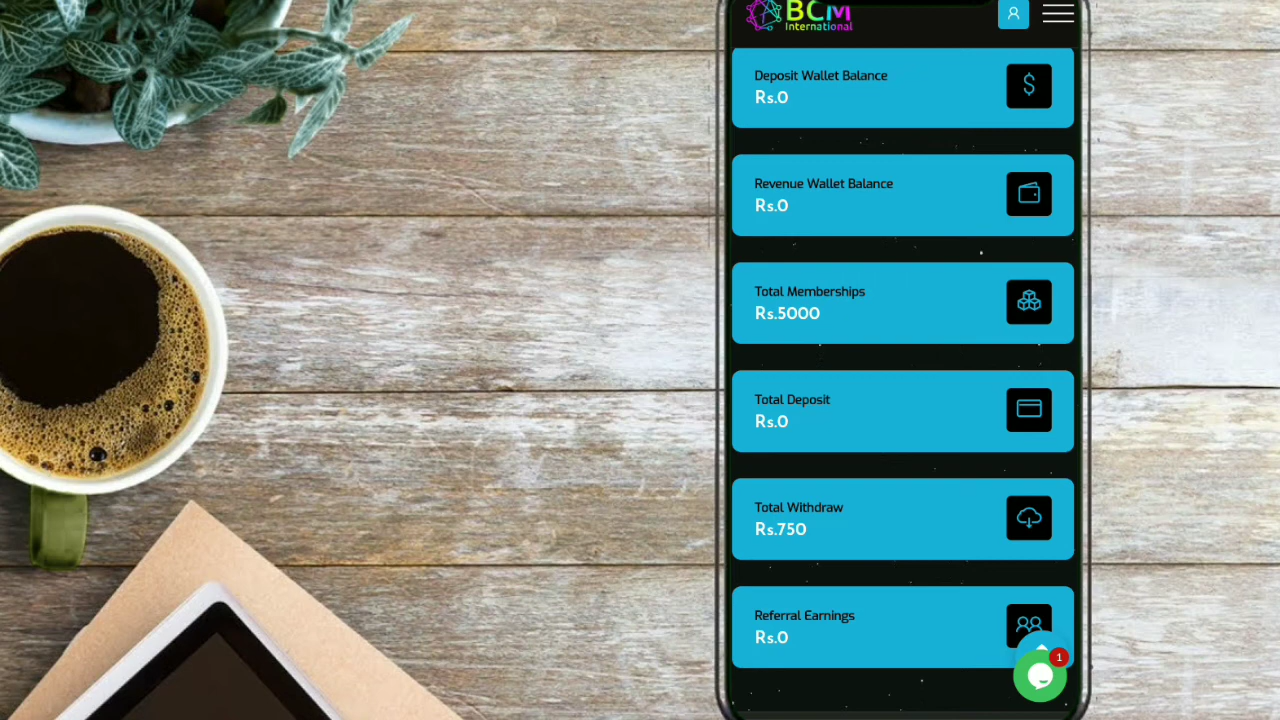 BCM
International
Deposit Wallet Balance
Rs.0
Revenue Wallet Balance
Rs.0
Total Memberships
Rs.5000
Total Deposit
Rs.0
Total Withdraw
Rs.750
Referral Earnings
Rs.0
1